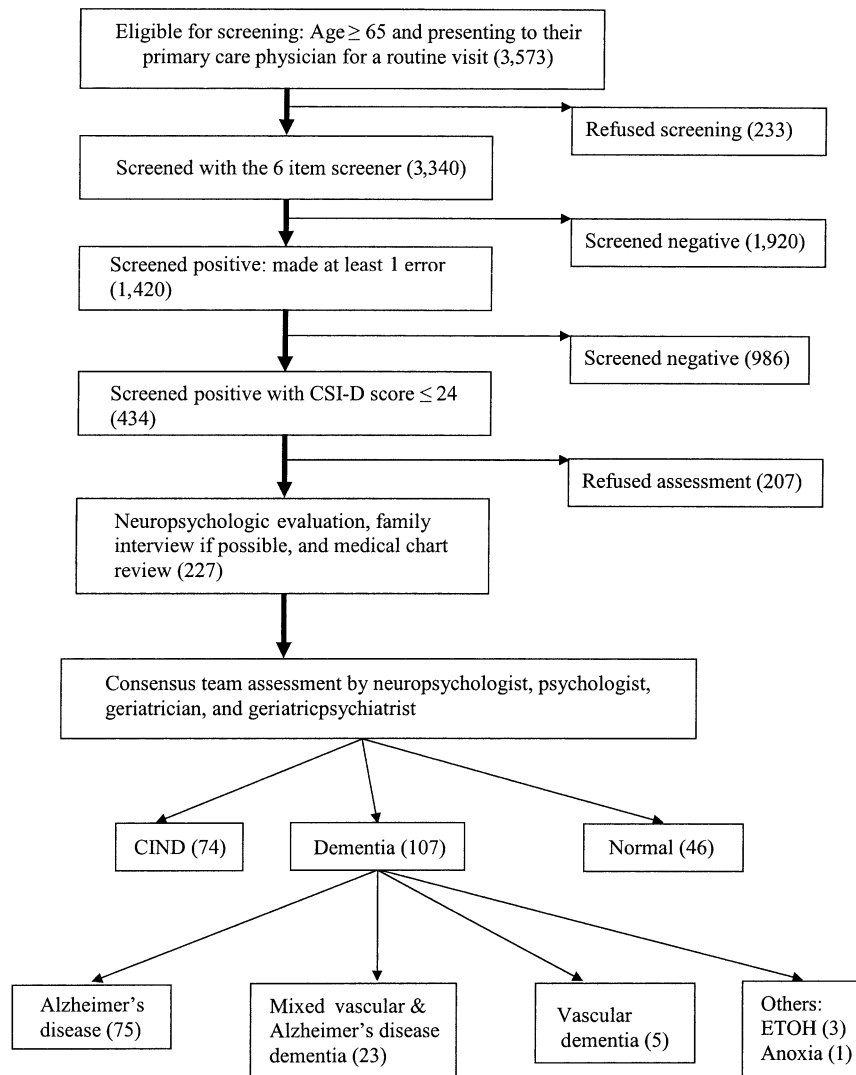 Eligible for screening: Age ≥ 65 and presenting to their
primary care physician for a routine visit (3,573)
Refused screening (233)
Screened with the 6 item screener (3,340)
Screened negative (1,920)
Screened positive: made at least 1 error
(1,420)
Screened negative (986)
Screened positive with CSI-D score ≤ 24
(434)
Refused assessment (207)
Neuropsychologic evaluation, family
interview if possible, and medical chart
review (227)
Consensus team assessment by neuropsychologist, psychologist,
geriatrician, and geriatricpsychiatrist
CIND (74)
Dementia (107)
Normal (46)
Alzheimer's
disease (75)
Mixed vascular &
Alzheimer's disease
dementia (23)
Vascular
dementia (5)
Others:
ETOH (3)
Anoxia (1)